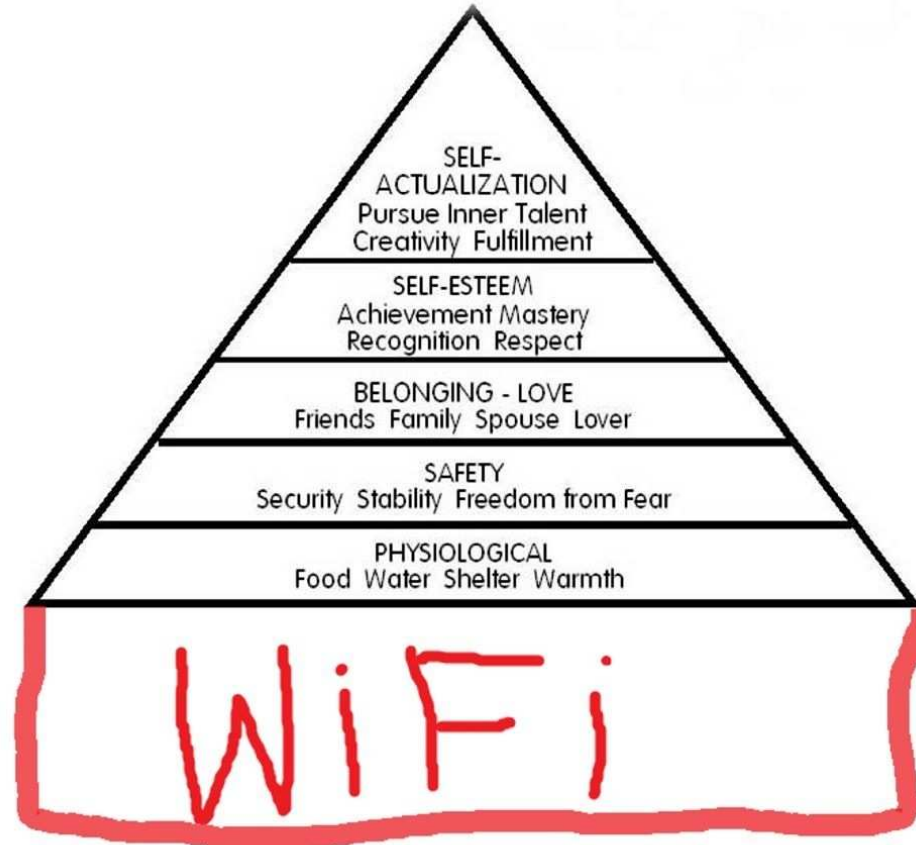 SELF-
ACTUALIZATION
Pursue Inner Talent
Creativity Fulfillment
SELF-ESTEEM
Achievement Mastery
Recognition Respect
BELONGING - LOVE
Friends Family Spouse Lover
SAFETY
Security Stability Freedom from Fear
PHYSIOLOGICAL
Food Water Shelter Warmth
WiFi